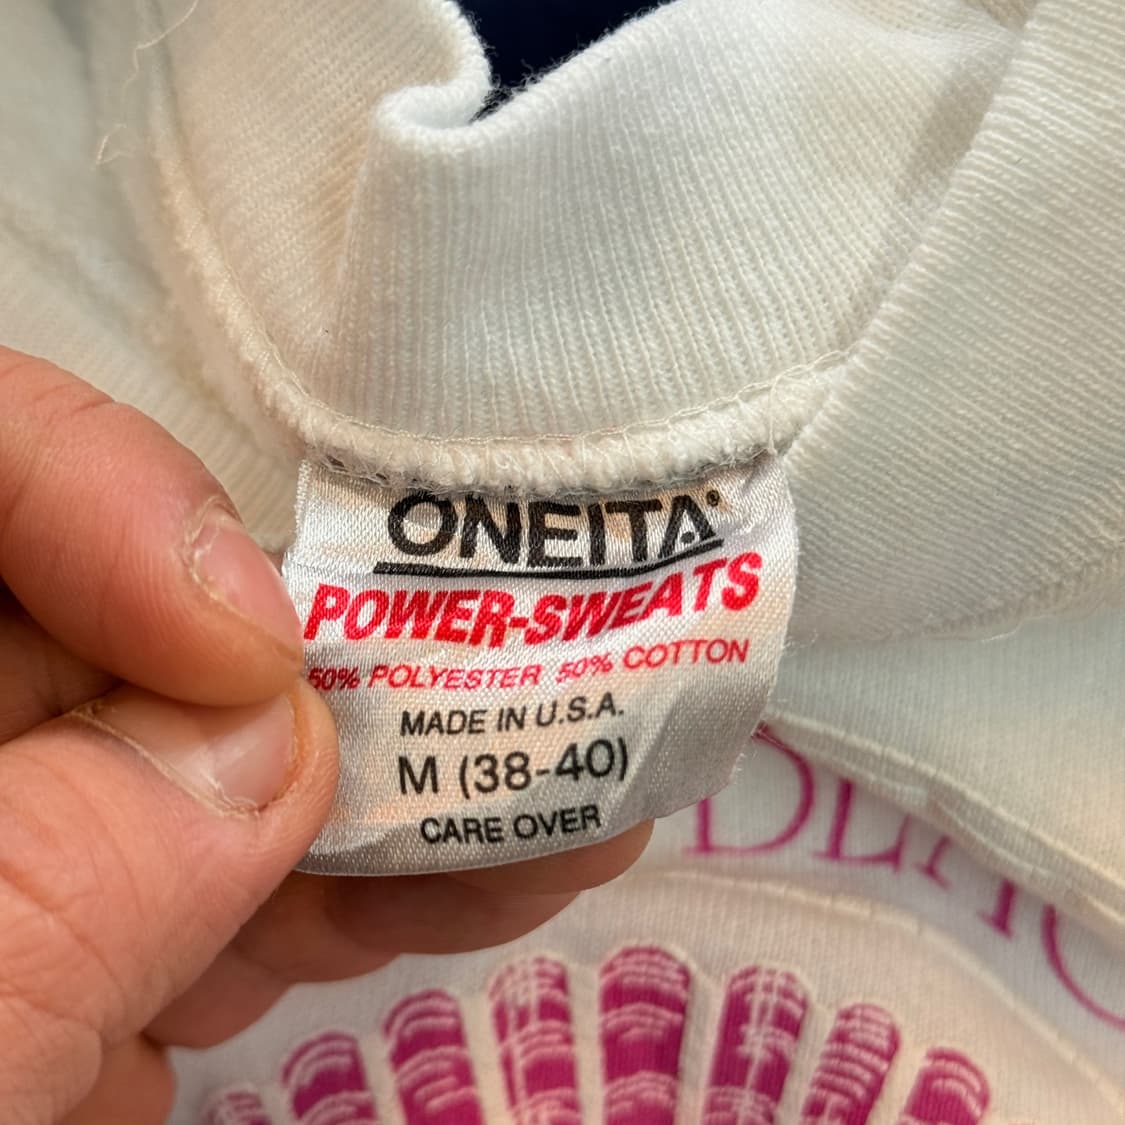 ONEITA®
POWER-SWEATS
50% POLYESTER 50% COTTON
MADE IN U.S.A.
M (38-40)
CARE OVER